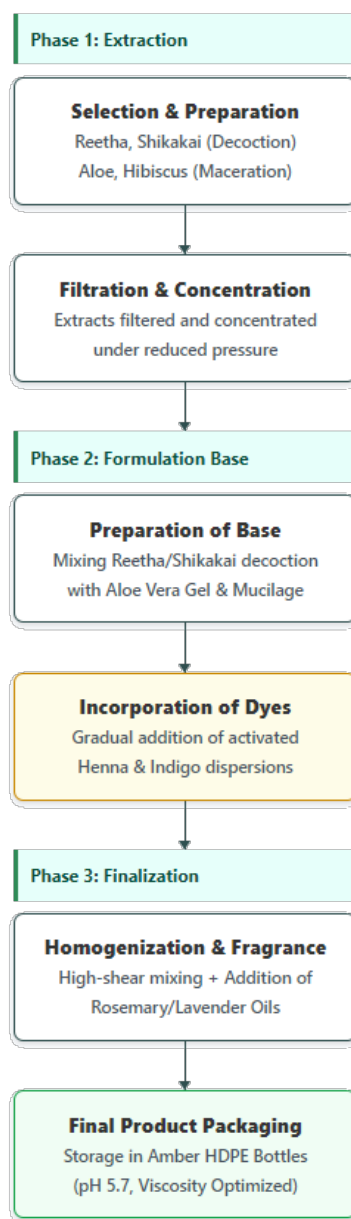 Phase 1: Extraction
Selection & Preparation
Reetha, Shikakai (Decoction)
Aloe, Hibiscus (Maceration)
Filtration & Concentration
Extracts filtered and concentrated
under reduced pressure
Phase 2: Formulation Base
Preparation of Base
Mixing Reetha/Shikakai decoction
with Aloe Vera Gel & Mucilage
Incorporation of Dyes
Gradual addition of activated
Henna & Indigo dispersions
Phase 3: Finalization
Homogenization & Fragrance
High-shear mixing + Addition of
Rosemary/Lavender Oils
Final Product Packaging
Storage in Amber HDPE Bottles
(pH 5.7, Viscosity Optimized)